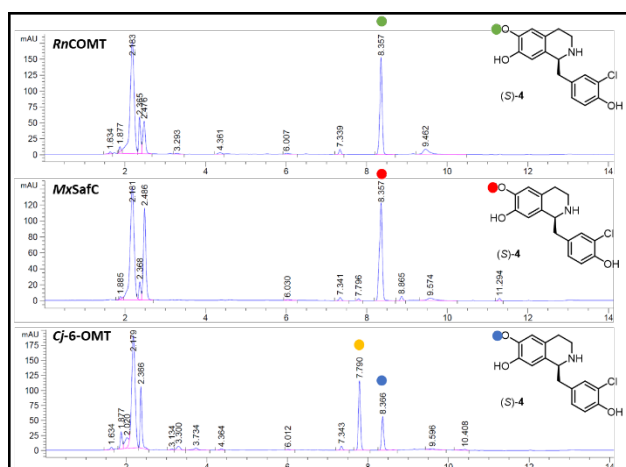 mAU
RnCOMT
150
125
100
75
50
25
0
1.634
1.877
2.183
2.365
2.476
3.293
4.361
6.007
7.339
8.357
9.462
O
HO
NH
Cl
OH
(S)-4
2 4 6 8 10 12 14
mAU
MxSafC
120
100
80
60
40
20
0
1.885
2.181
2.368
2.486
6.030
7.341
7.796
8.357
8.865
9.574
11.294
O
HO
NH
Cl
OH
(S)-4
2 4 6 8 10 12 14
mAU
Cj-6-OMT
175
150
125
100
75
50
25
0
1.634
1.877
2.020
2.179
2.366
3.134
3.300
3.734
4.364
6.012
7.343
7.790
8.366
9.596
10.408
O
HO
NH
Cl
OH
(S)-4
2 4 6 8 10 12 14